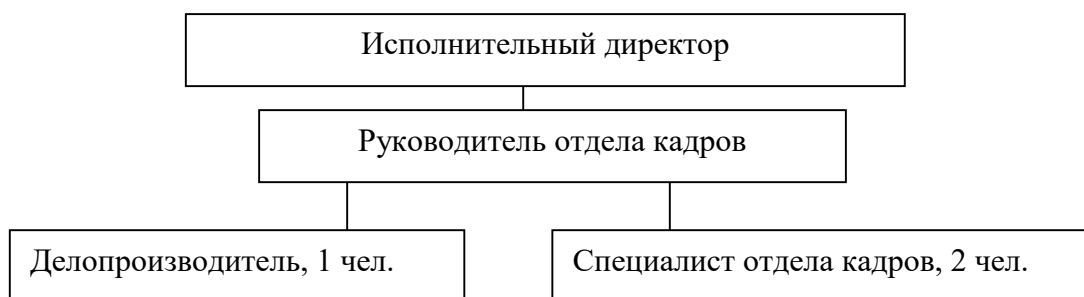 Исполнительный директор
Руководитель отдела кадров
Делопроизводитель, 1 чел.
Специалист отдела кадров, 2 чел.